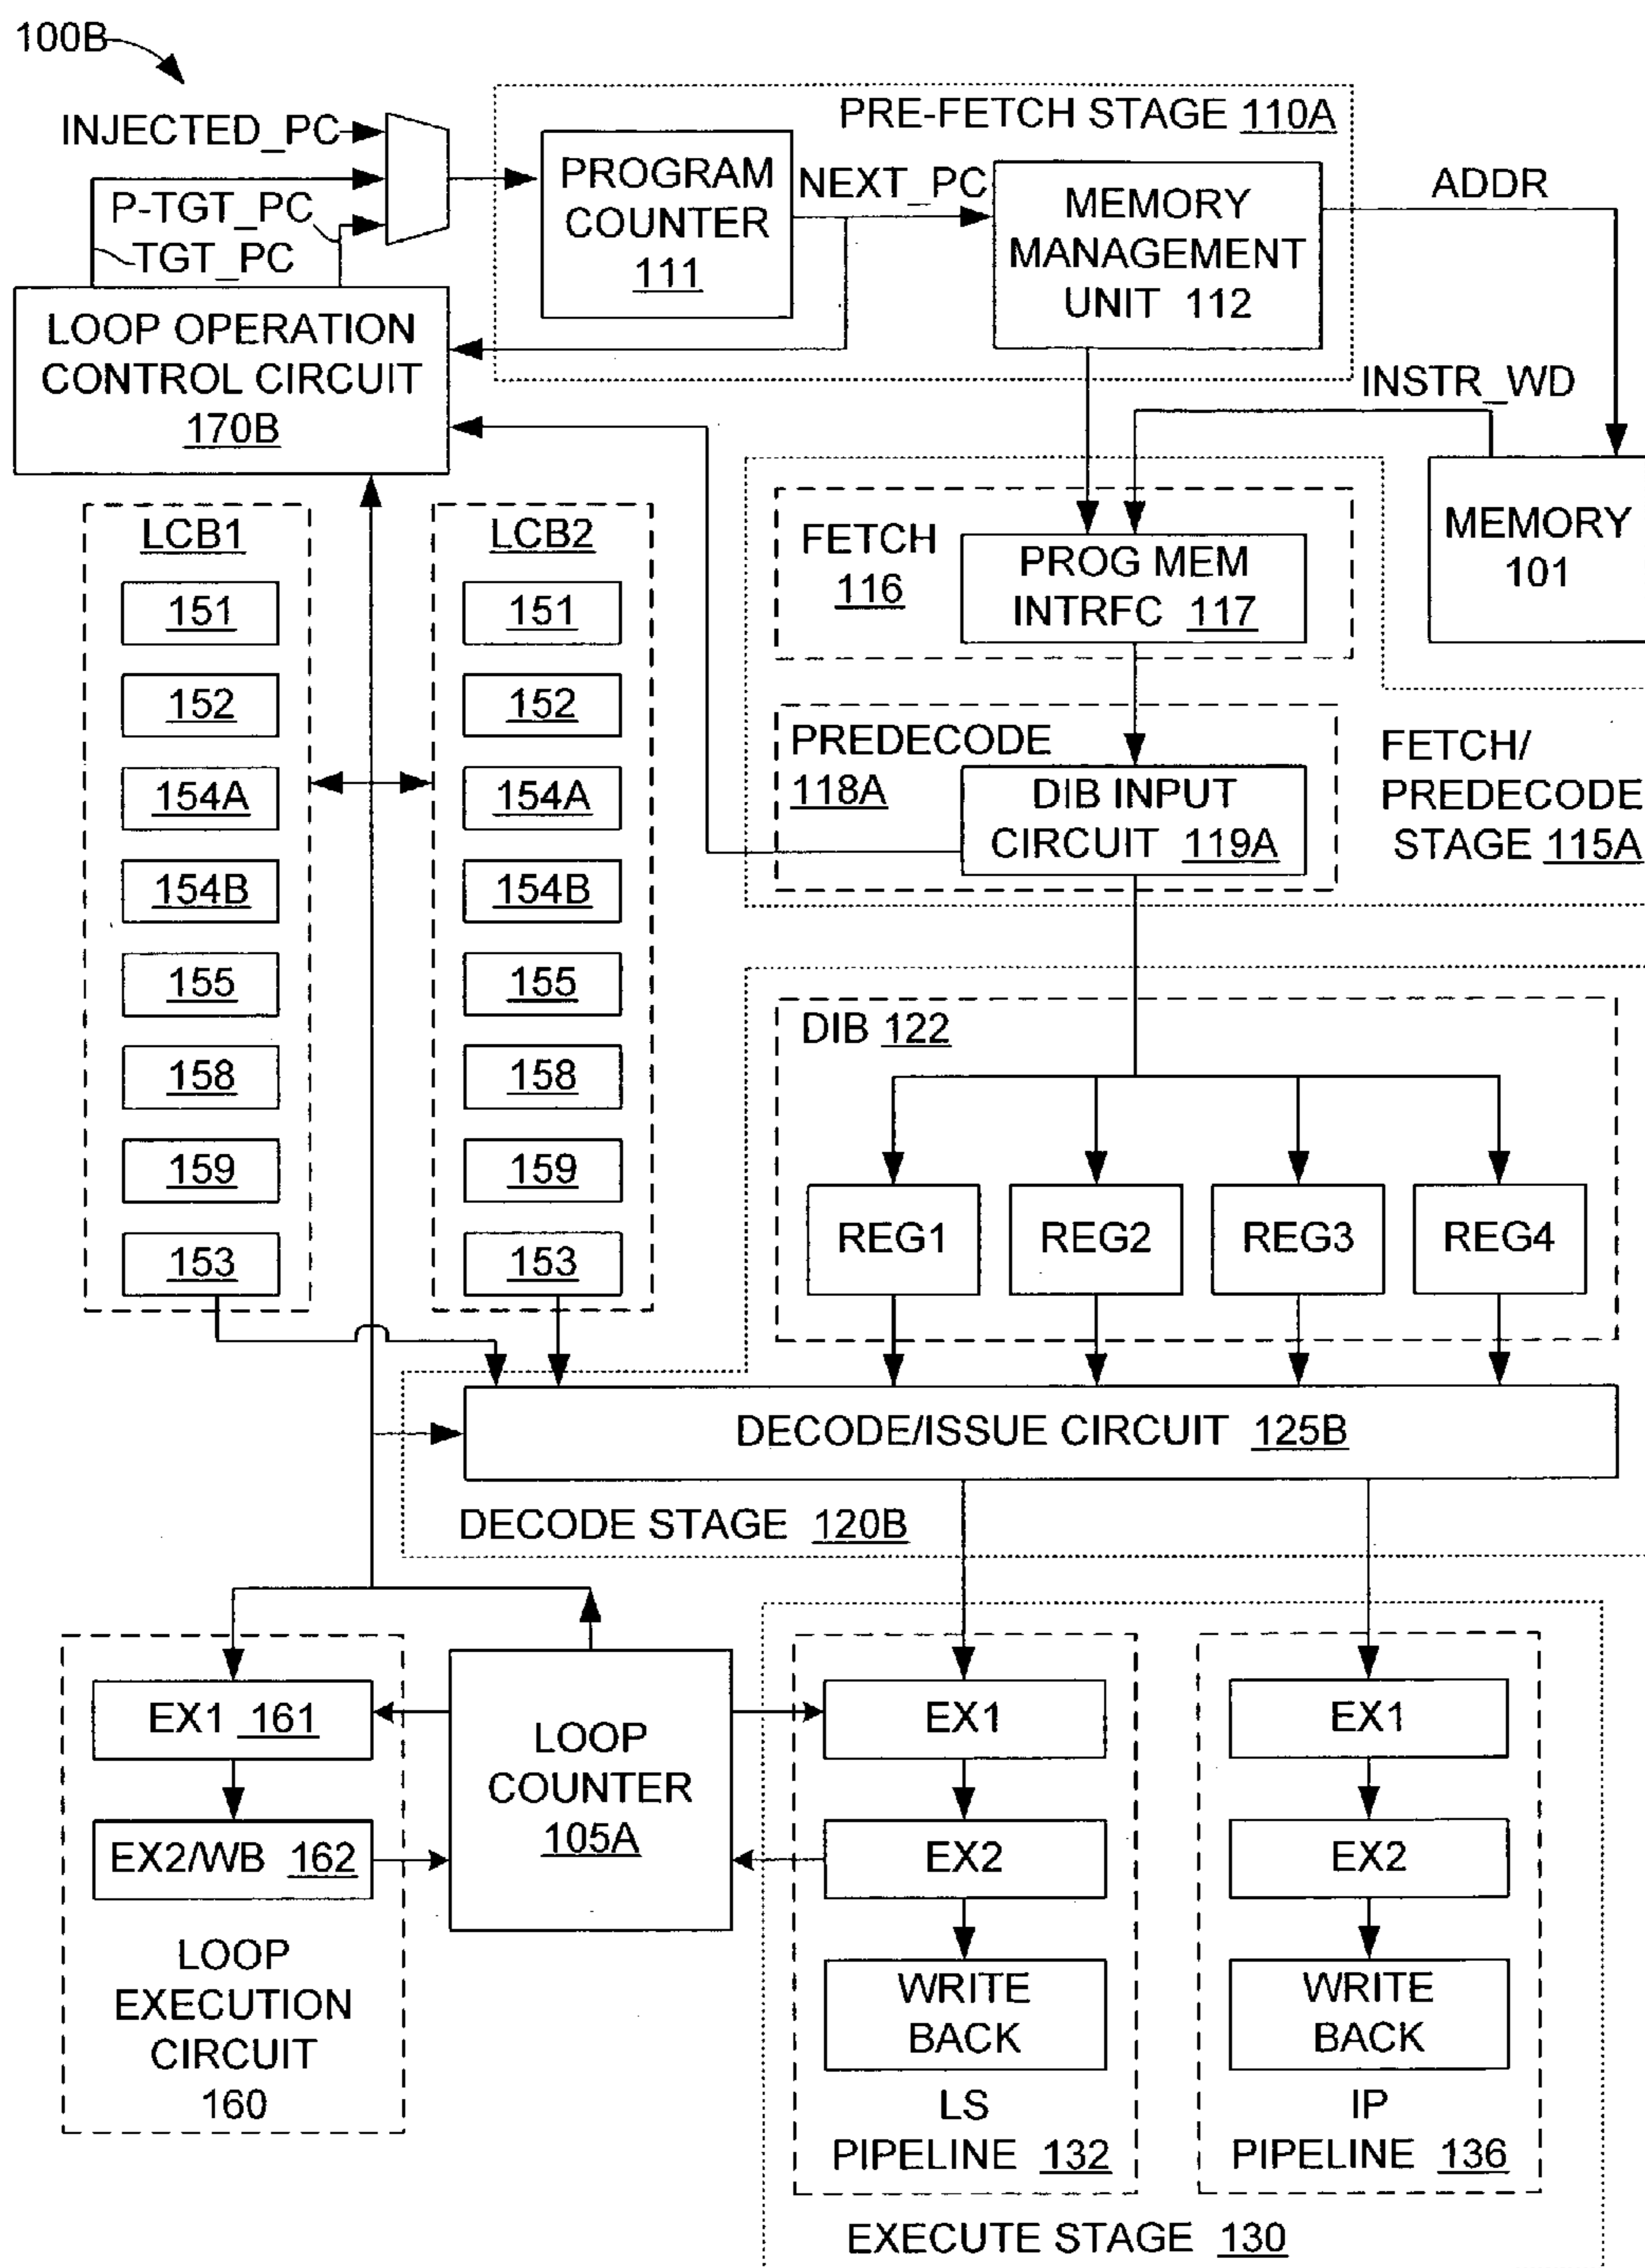 100B
INJECTED_PC
P-TGT_PC
TGT_PC
PRE-FETCH STAGE 110A
PROGRAM
COUNTER
111
NEXT_PC
MEMORY
MANAGEMENT
UNIT 112
ADDR
LOOP OPERATION
CONTROL CIRCUIT
170B
INSTR_WD
MEMORY
101
FETCH
116
PROG MEM
INTRFC 117
PREDECODE
118A
DIB INPUT
CIRCUIT 119A
FETCH/
PREDECODE
STAGE 115A
LCB1
151
152
154A
154B
155
158
159
153
LCB2
151
152
154A
154B
155
158
159
153
DIB 122
REG1
REG2
REG3
REG4
DECODE/ISSUE CIRCUIT 125B
DECODE STAGE 120B
EX1 161
EX2/WB 162
LOOP
EXECUTION
CIRCUIT
160
LOOP
COUNTER
105A
EX1
EX2
WRITE
BACK
LS
PIPELINE 132
EX1
EX2
WRITE
BACK
IP
PIPELINE 136
EXECUTE STAGE 130